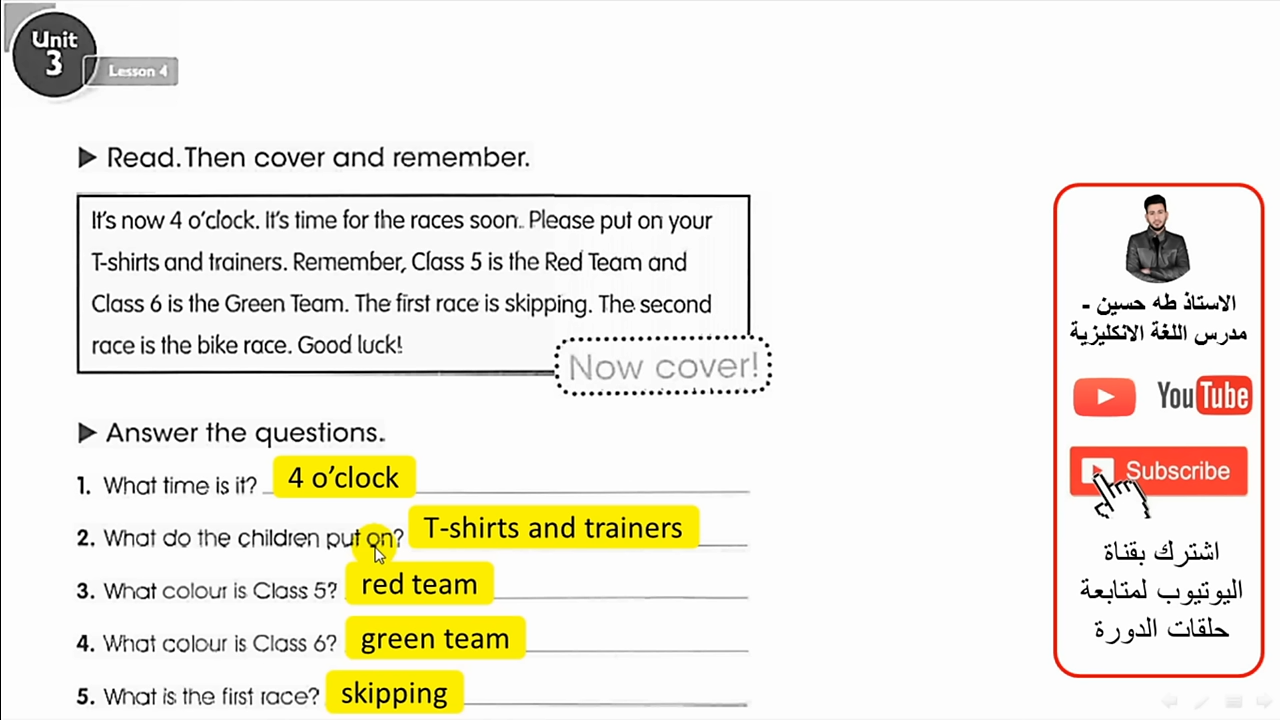 Unit
3
Lesson 4
Read. Then cover and remember.
It's now 4 o'clock. It's time for the races soon. Please put on your
T-shirts and trainers. Remember, Class 5 is the Red Team and
Class 6 is the Green Team. The first race is skipping. The second
race is the bike race. Good luck!
Now cover!
Answer the questions.
1. What time is it? 4 o'clock
2. What do the children put on? T-shirts and trainers
3. What colour is Class 5? red team
4. What colour is Class 6? green team
5. What is the first race? skipping
الاستاذ طه حسين -
مدرس اللغة الانكليزية
YouTube
Subscribe
اشترك بقناة
اليوتيوب لمتابعة
حلقات الدورة